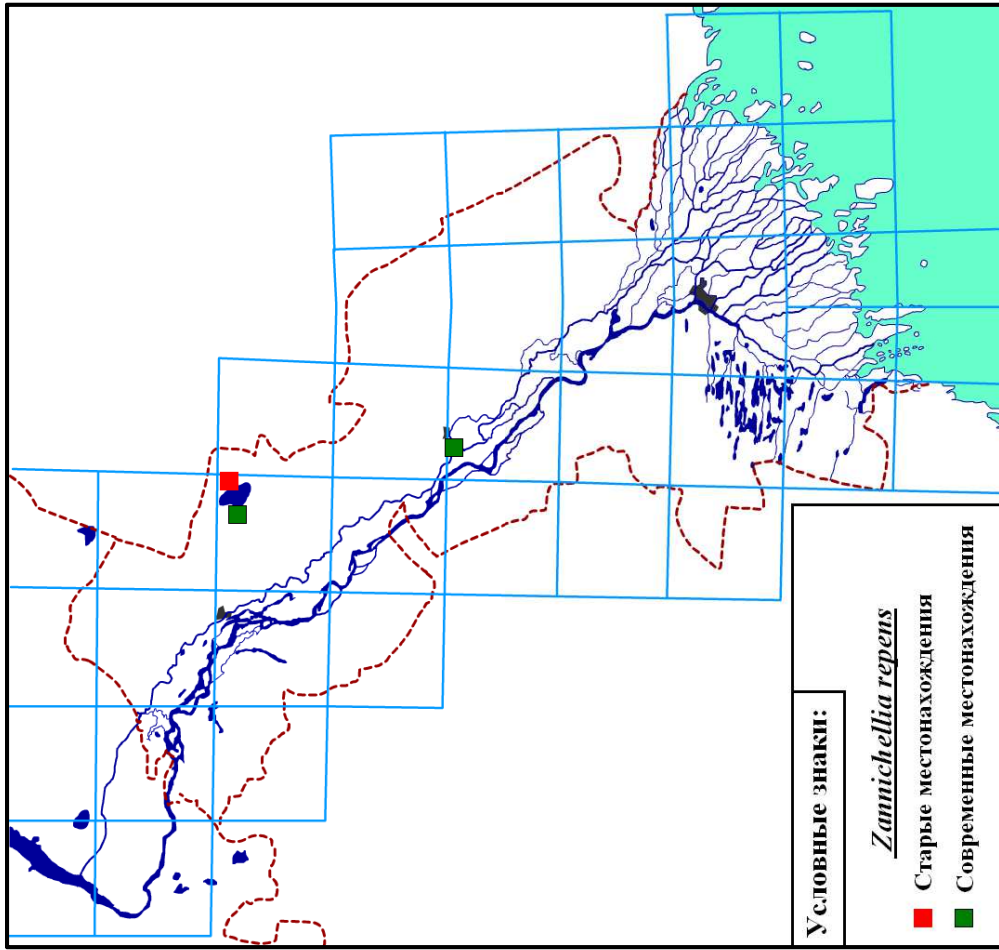 Условные знаки:
Zannichellia repens
Старые местонахождения
Современные местонахождения